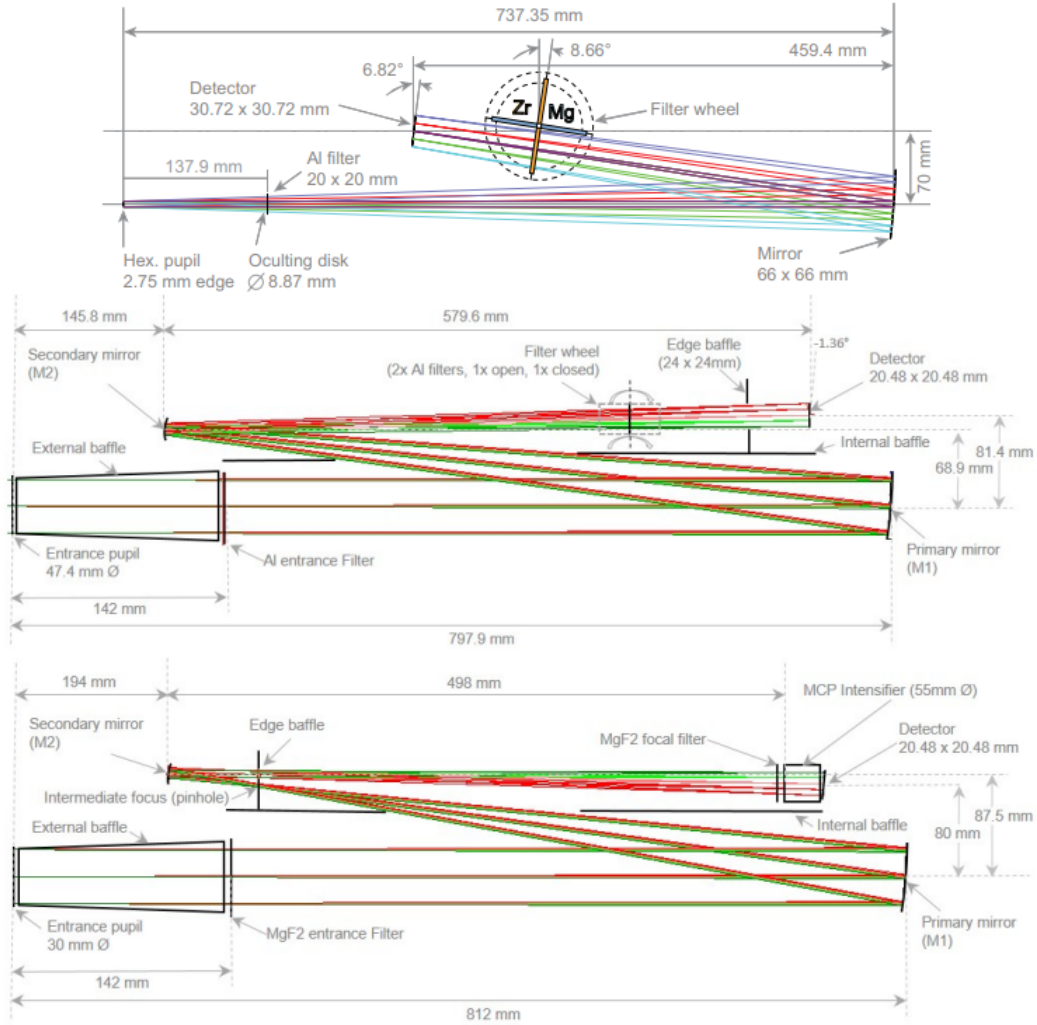 737.35 mm
459.4 mm
8.66°
6.82°
Detector
30.72 x 30.72 mm
Zr
Mg
Filter wheel
137.9 mm
Al filter
20 x 20 mm
70 mm
Hex. pupil
2.75 mm edge
Occulting disk
∅ 8.87 mm
Mirror
66 x 66 mm
145.8 mm
579.6 mm
Secondary mirror
(M2)
Filter wheel
(2x Al filters, 1x open, 1x closed)
Edge baffle
(24 x 24mm)
-1.36°
Detector
20.48 x 20.48 mm
External baffle
Internal baffle
81.4 mm
68.9 mm
Entrance pupil
47.4 mm Ø
Al entrance Filter
Primary mirror
(M1)
142 mm
797.9 mm
194 mm
498 mm
MCP Intensifier (55mm Ø)
Secondary mirror
(M2)
Edge baffle
MgF2 focal filter
Detector
20.48 x 20.48 mm
Intermediate focus (pinhole)
External baffle
Internal baffle
87.5 mm
80 mm
Entrance pupil
30 mm Ø
MgF2 entrance Filter
Primary mirror
(M1)
142 mm
812 mm